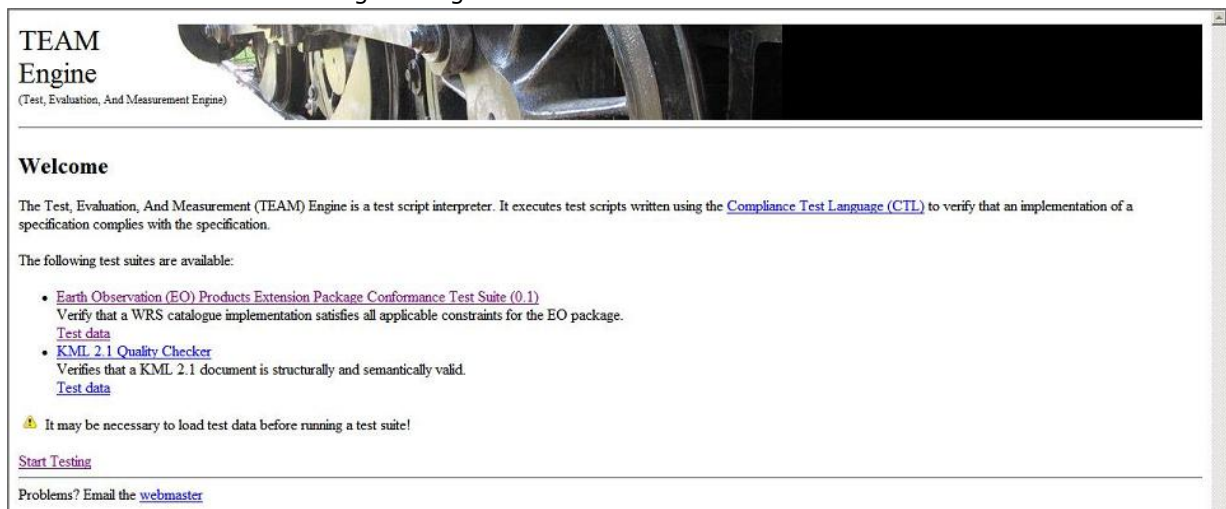 TEAM
Engine
(Test, Evaluation, And Measurement Engine)
Welcome
The Test, Evaluation, And Measurement (TEAM) Engine is a test script interpreter. It executes test scripts written using the Compliance Test Language (CTL) to verify that an implementation of a
specification complies with the specification.
The following test suites are available:
• Earth Observation (EO) Products Extension Package Conformance Test Suite (0.1)
Verify that a WRS catalogue implementation satisfies all applicable constraints for the EO package.
Test data
• KML 2.1 Quality Checker
Verifies that a KML 2.1 document is structurally and semantically valid.
Test data
It may be necessary to load test data before running a test suite!
Start Testing
Problems? Email the webmaster